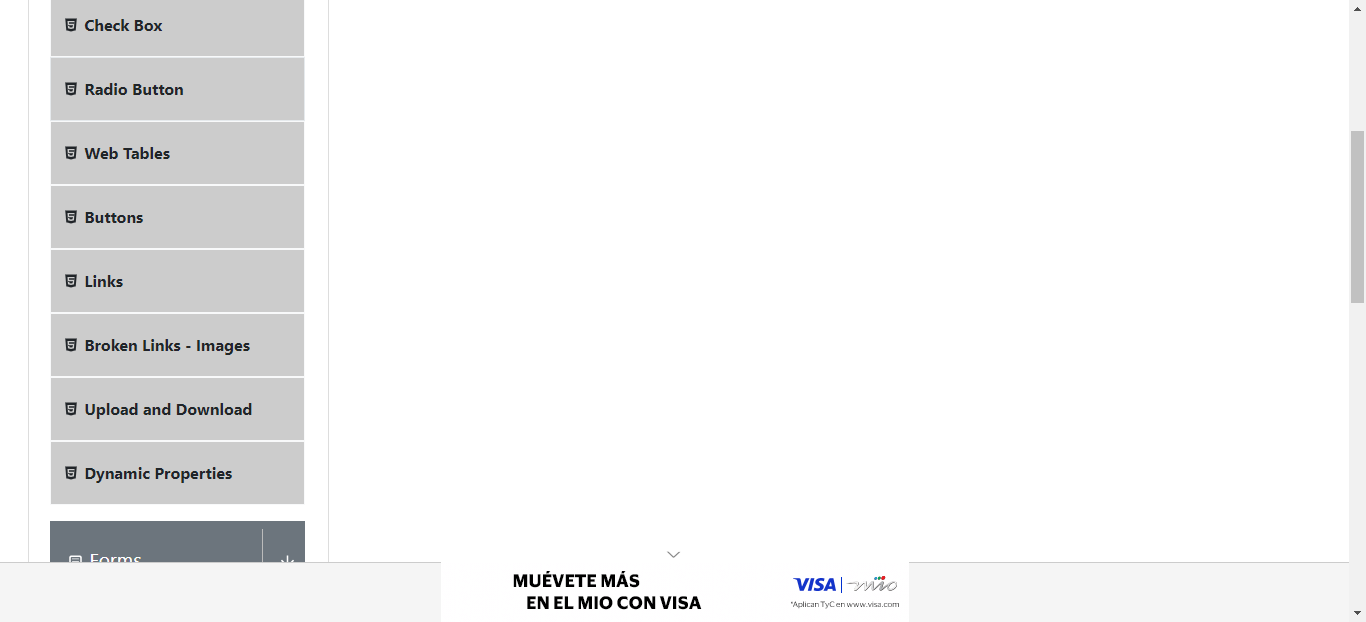 Check Box
Radio Button
Web Tables
Buttons
Links
Broken Links - Images
Upload and Download
Dynamic Properties
Forms
MUÉVETE MÁS
EN EL MIO CON VISA
VISA | mio
*Aplican TyC en www.visa.com